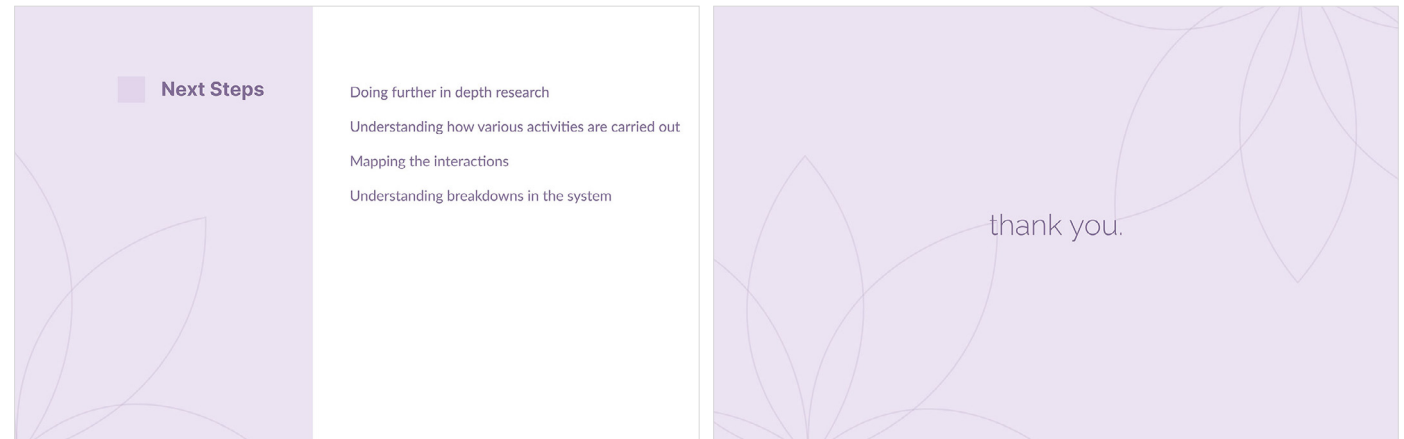 Next Steps
Doing further in depth research
Understanding how various activities are carried out
Mapping the interactions
Understanding breakdowns in the system
thank you.